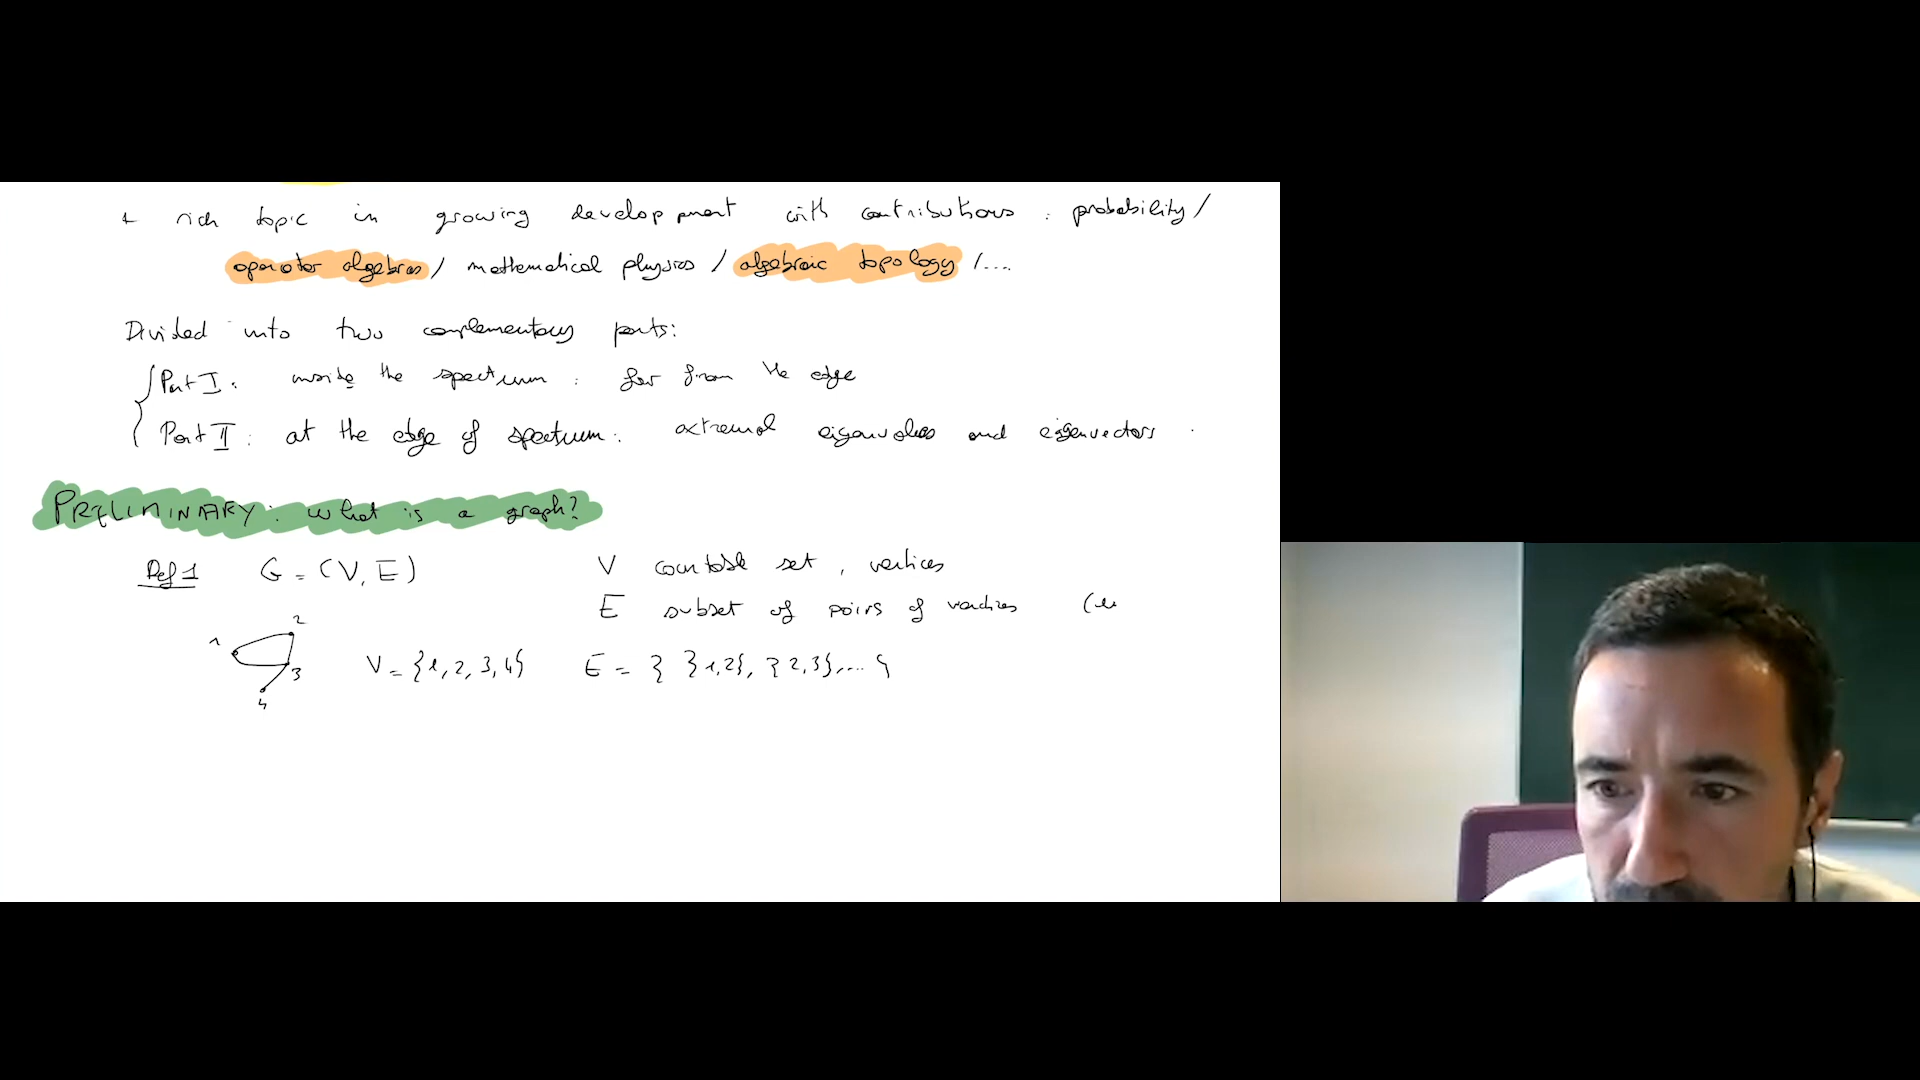 + rich topic in growing development with contributions : probability /
operator algebras / mathematical physics / algebraic topology /....
Divided into two complementary parts:
Part I : inside the spectrum : far from the edge
Part II : at the edge of spectrum : extremal eigenvalues and eigenvectors .
PRELIMINARY : what is a graph?
Def 1 G = (V, E) V countable set , vertices
E subset of pairs of vertices (
1 2 3 4
V = {1, 2, 3, 4} E = { {1,2}, {2,3},... }